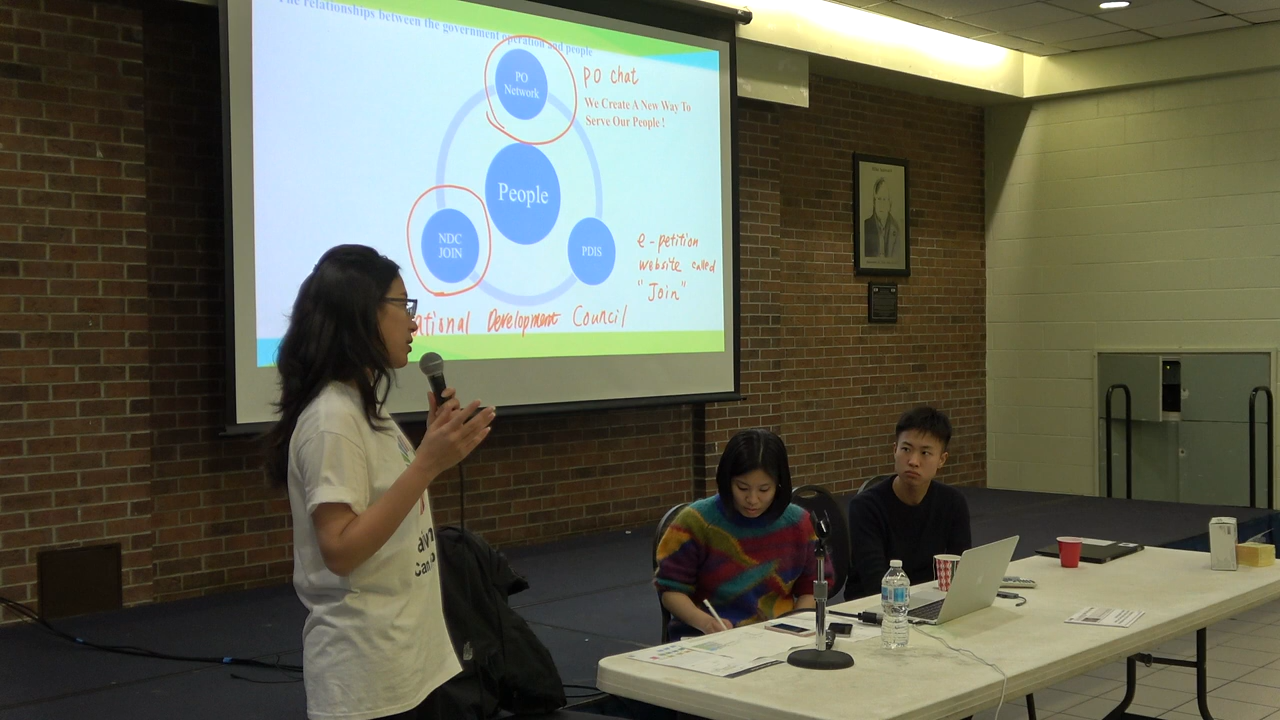 The relationships between the government operation and people
PO
Network
PO chat
We Create A New Way To
Serve Our People !
People
NDC
JOIN
PDIS
e-petition
website called
"Join"
ational Development Council